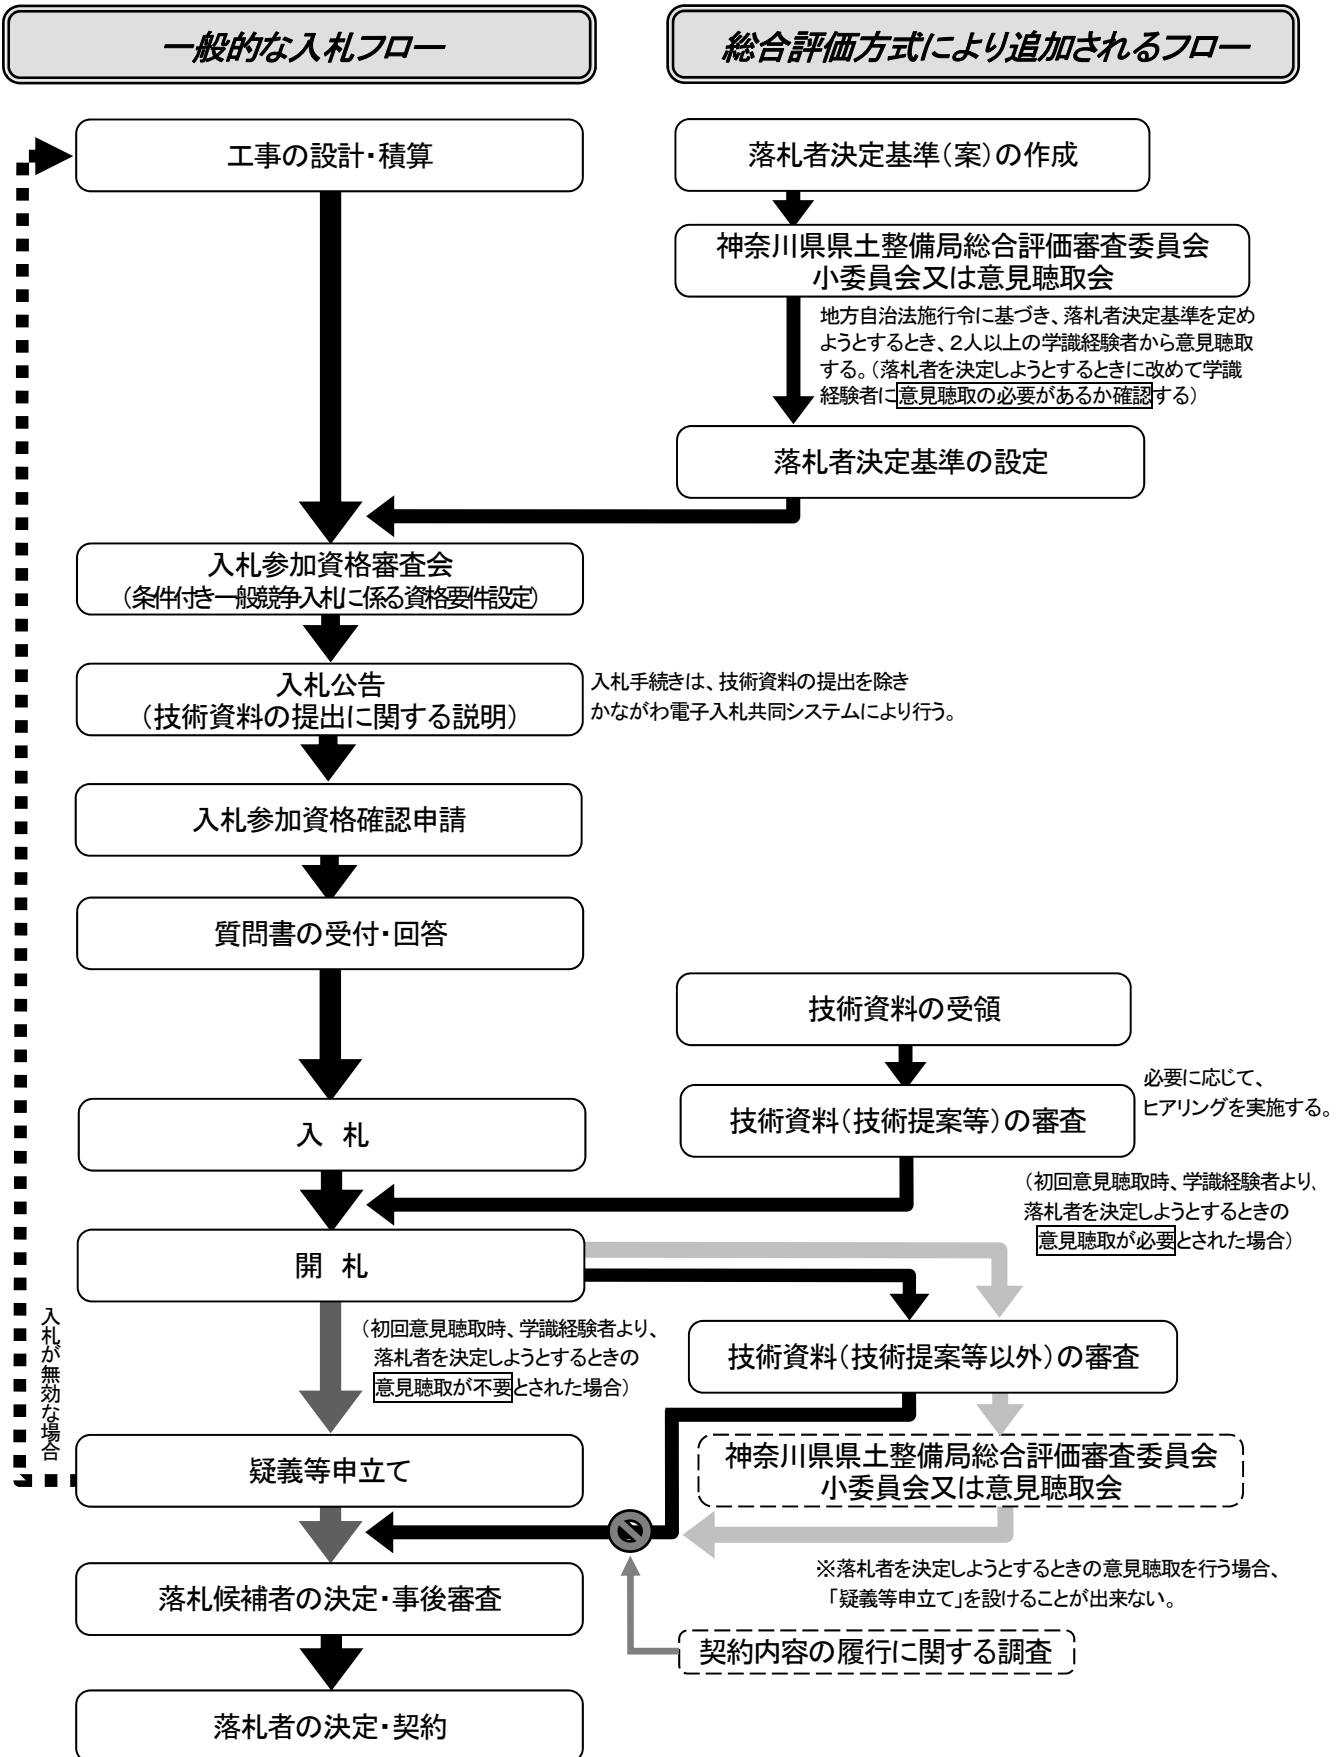 一般的な入札フロー
総合評価方式により追加されるフロー
工事の設計・積算
落札者決定基準（案）の作成
神奈川県県土整備局総合評価審査委員会
小委員会又は意見聴取会
地方自治法施行令に基づき、落札者決定基準を定め
ようとするとき、２人以上の学識経験者から意見聴取
する。（落札者を決定しようとするときに改めて学識
経験者に意見聴取の必要があるか確認する）
落札者決定基準の設定
入札参加資格審査会
（条件付き一般競争入札に係る資格要件設定）
入札公告
（技術資料の提出に関する説明）
入札手続きは、技術資料の提出を除き
かながわ電子入札共同システムにより行う。
入札参加資格確認申請
質問書の受付・回答
技術資料の受領
技術資料（技術提案等）の審査
必要に応じて、
ヒアリングを実施する。
入　札
（初回意見聴取時、学識経験者より、
落札者を決定しようとするときの
意見聴取が必要とされた場合）
開　札
（初回意見聴取時、学識経験者より、
落札者を決定しようとするときの
意見聴取が不要とされた場合）
技術資料（技術提案等以外）の審査
入札が無効な場合
疑義等申立て
神奈川県県土整備局総合評価審査委員会
小委員会又は意見聴取会
※落札者を決定しようとするときの意見聴取を行う場合、
「疑義等申立て」を設けることが出来ない。
落札候補者の決定・事後審査
契約内容の履行に関する調査
落札者の決定・契約